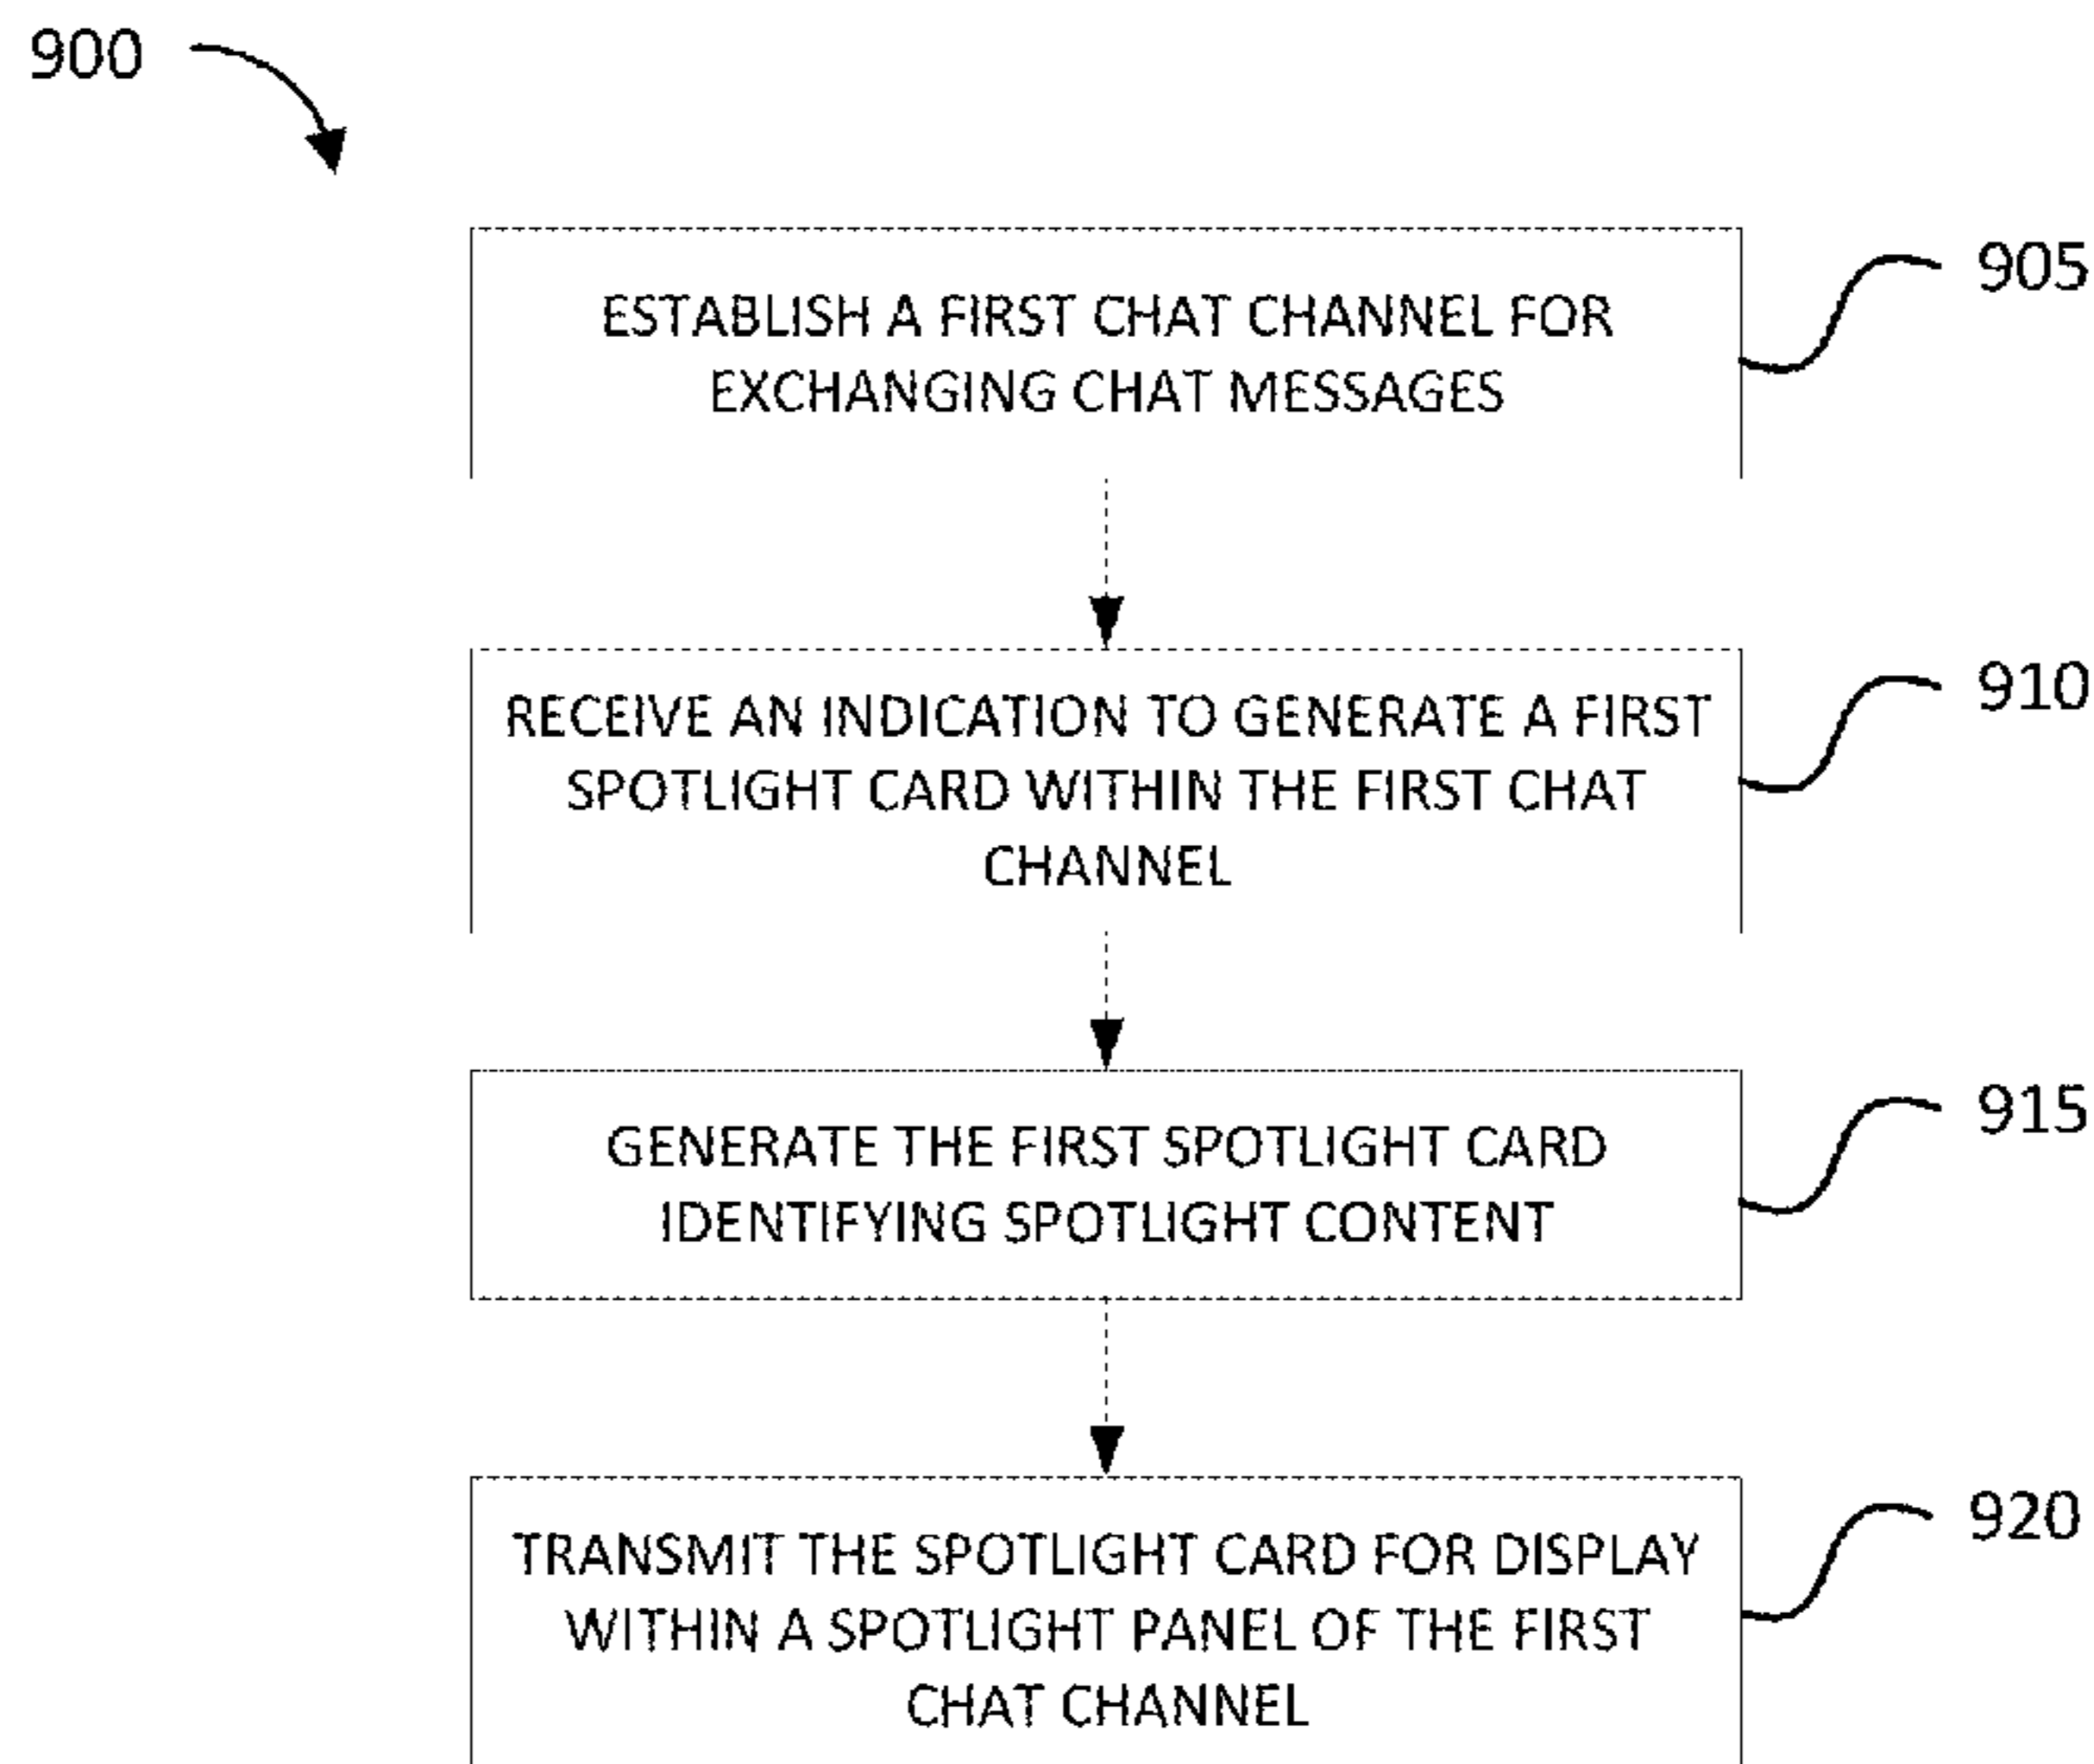 900
905
ESTABLISH A FIRST CHAT CHANNEL FOR
EXCHANGING CHAT MESSAGES
910
RECEIVE AN INDICATION TO GENERATE A FIRST
SPOTLIGHT CARD WITHIN THE FIRST CHAT
CHANNEL
915
GENERATE THE FIRST SPOTLIGHT CARD
IDENTIFYING SPOTLIGHT CONTENT
920
TRANSMIT THE SPOTLIGHT CARD FOR DISPLAY
WITHIN A SPOTLIGHT PANEL OF THE FIRST
CHAT CHANNEL